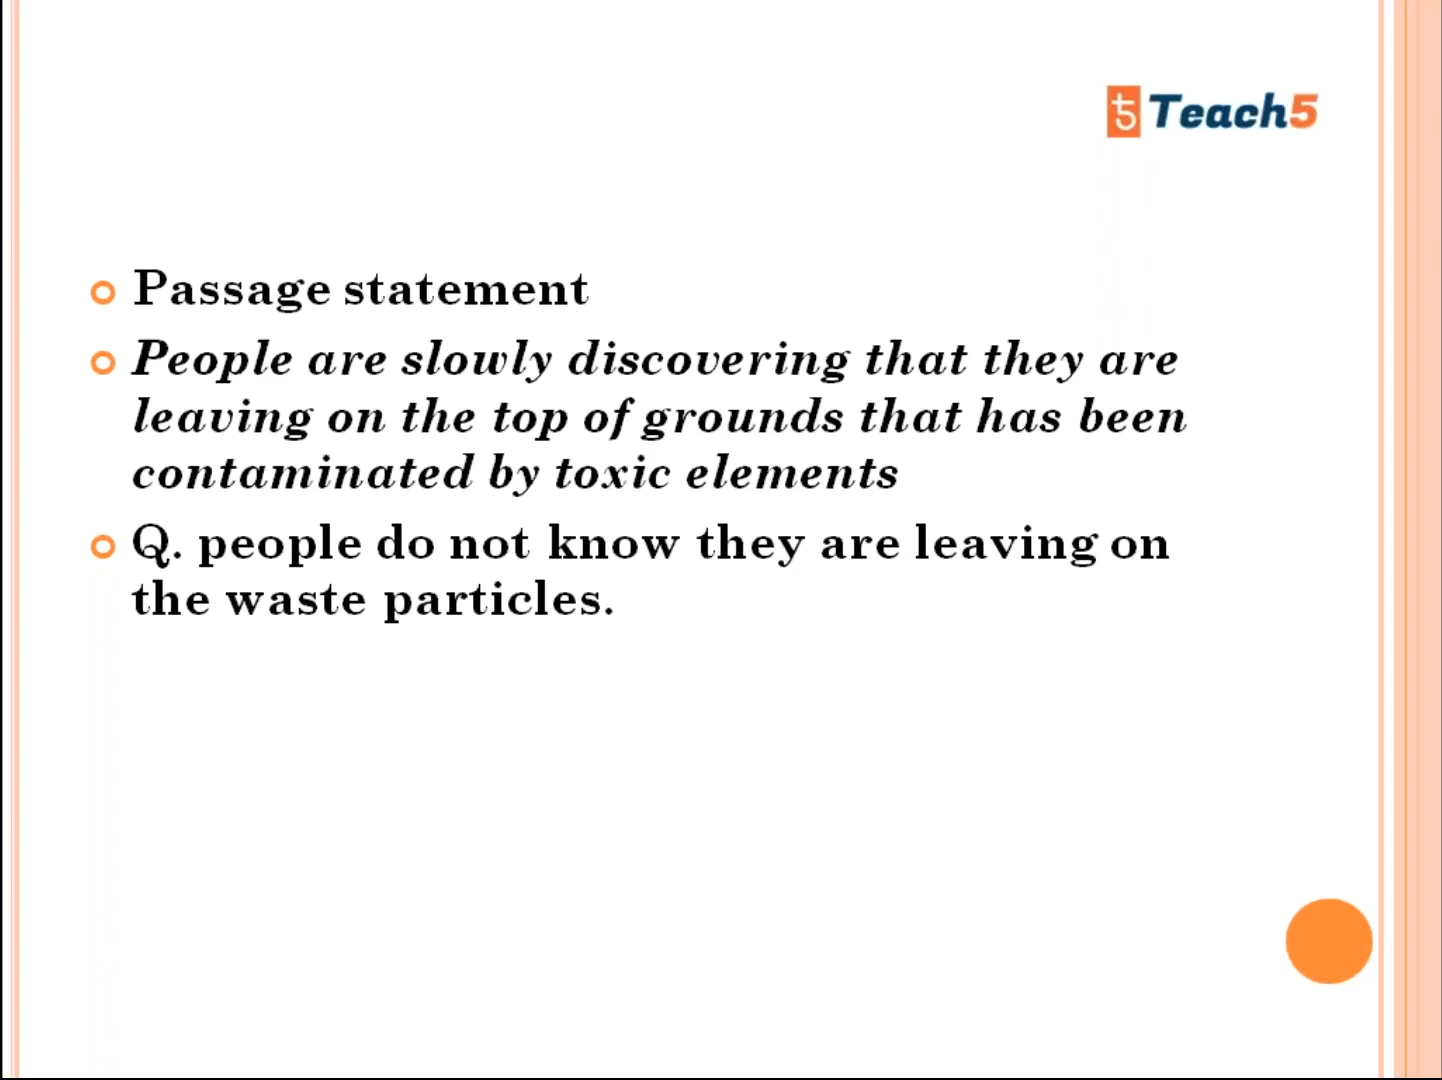 Teach5
Passage statement
People are slowly discovering that they are
leaving on the top of grounds that has been
contaminated by toxic elements
Q. people do not know they are leaving on
the waste particles.